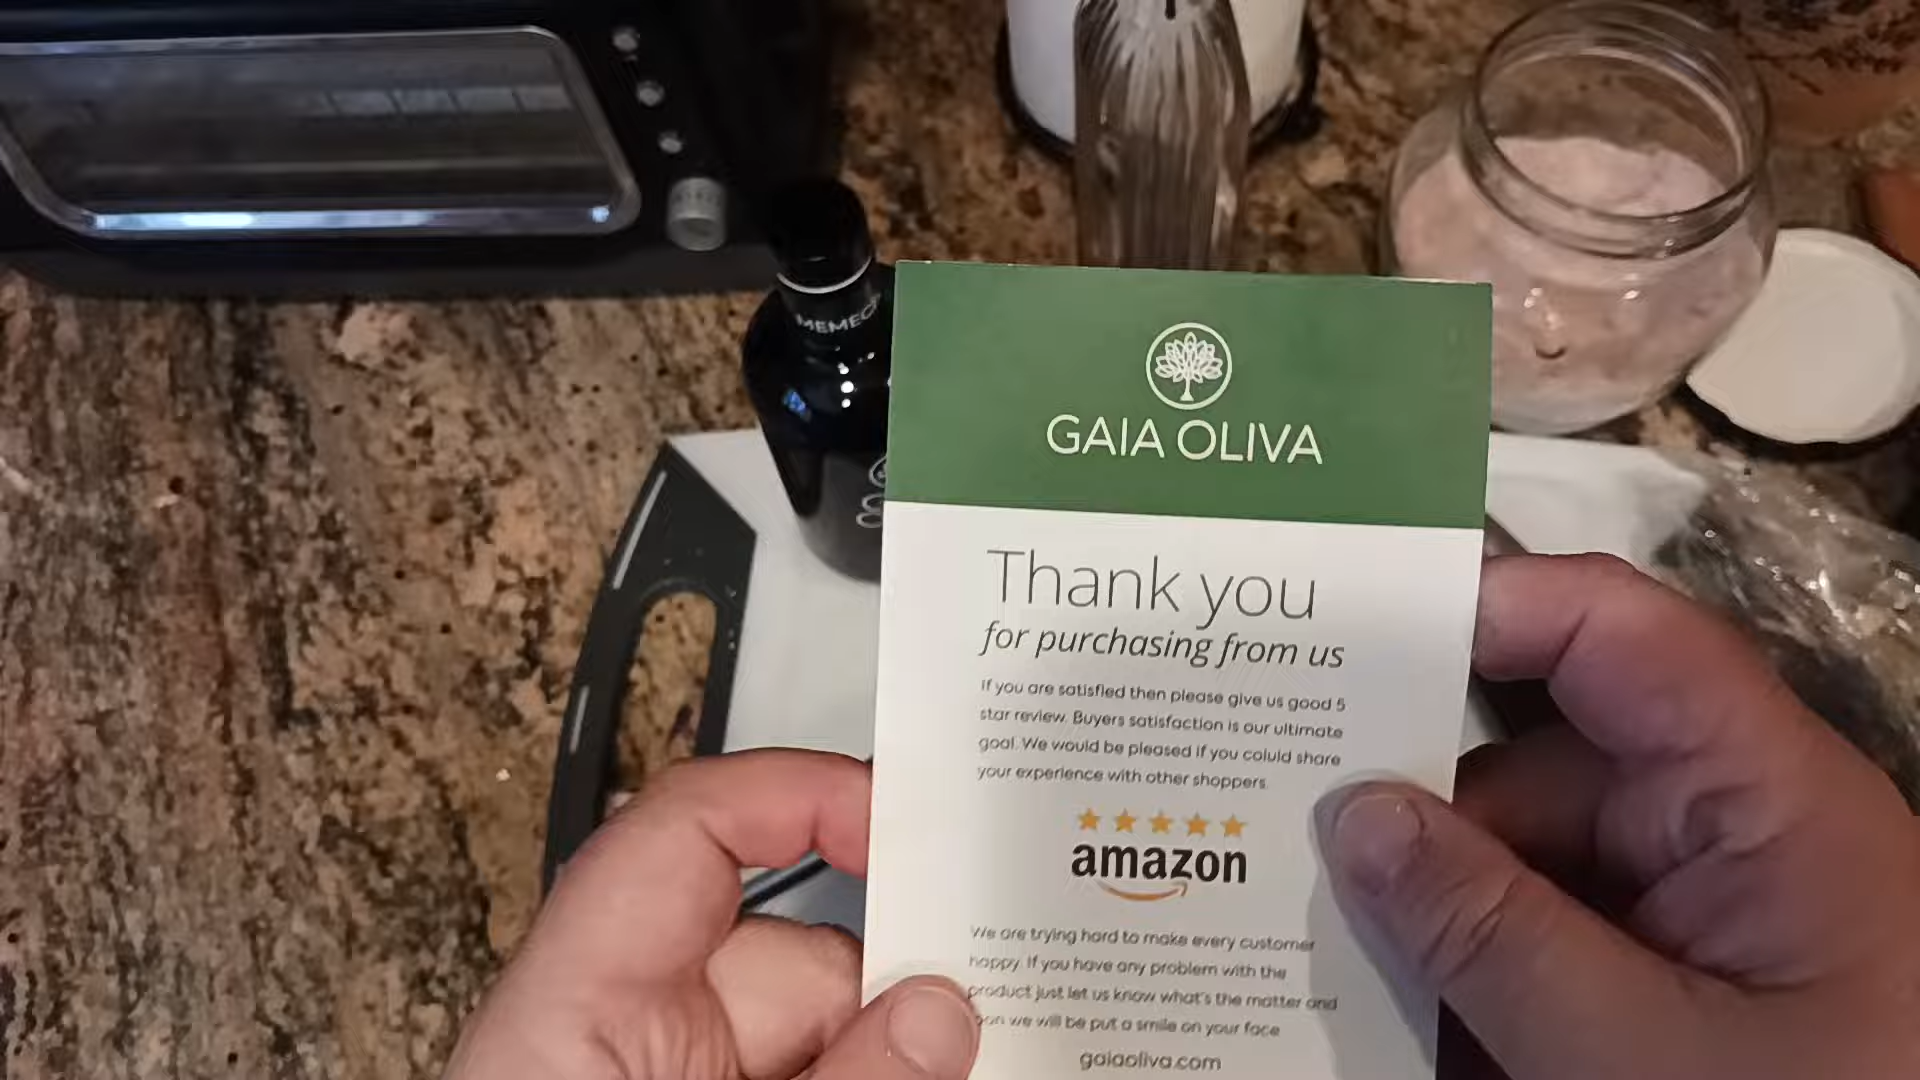 MEMEC
GAIA OLIVA
Thank you
for purchasing from us
If you are satisfied then please give us good 5
star review. Buyers satisfaction is our ultimate
goal. We would be pleased if you coluld share
your experience with other shoppers.
amazon
We are trying hard to make every customer
happy. If you have any problem with the
product just let us know what's the matter and
we will be put a smile on your face
gaiaoliva.com